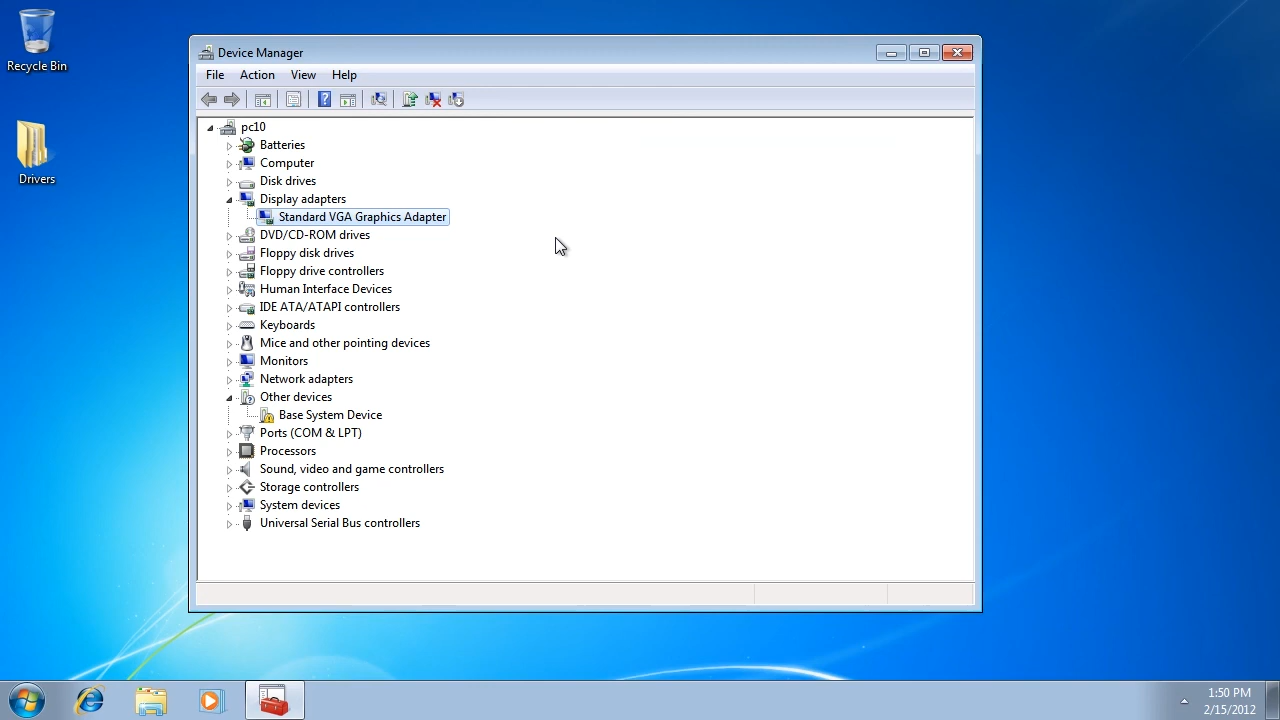 Recycle Bin
Drivers
Device Manager
File Action View Help
pc10
Batteries
Computer
Disk drives
Display adapters
Standard VGA Graphics Adapter
DVD/CD-ROM drives
Floppy disk drives
Floppy drive controllers
Human Interface Devices
IDE ATA/ATAPI controllers
Keyboards
Mice and other pointing devices
Monitors
Network adapters
Other devices
Base System Device
Ports (COM & LPT)
Processors
Sound, video and game controllers
Storage controllers
System devices
Universal Serial Bus controllers
1:50 PM
2/15/2012